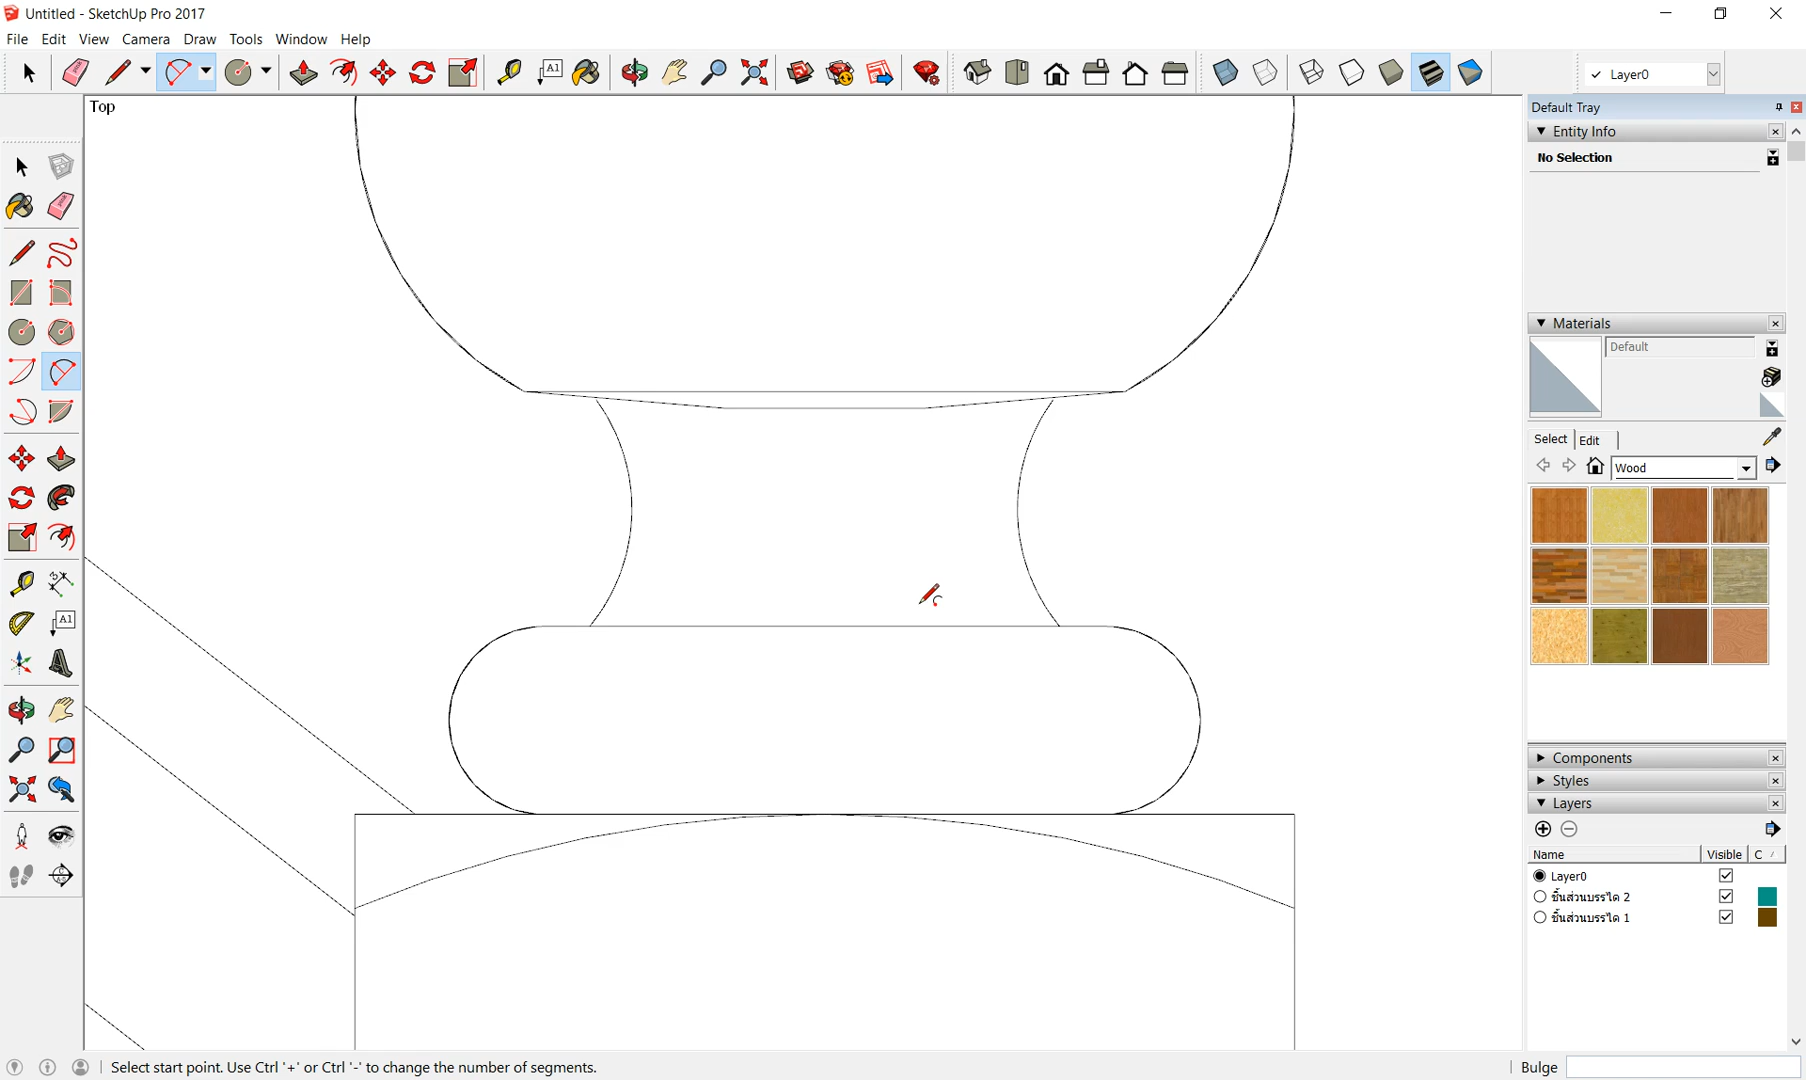 Untitled - SketchUp Pro 2017
File Edit View Camera Draw Tools Window Help
A1
Layer0
Top
Default Tray
Entity Info
No Selection
Materials
Default
Select Edit
Wood
3
A1
A
Components
Styles
Layers
Name Visible C
Layer0
ชิ้นส่วนบรรได 2
ชิ้นส่วนบรรได 1
Select start point. Use Ctrl '+' or Ctrl '-' to change the number of segments.
Bulge